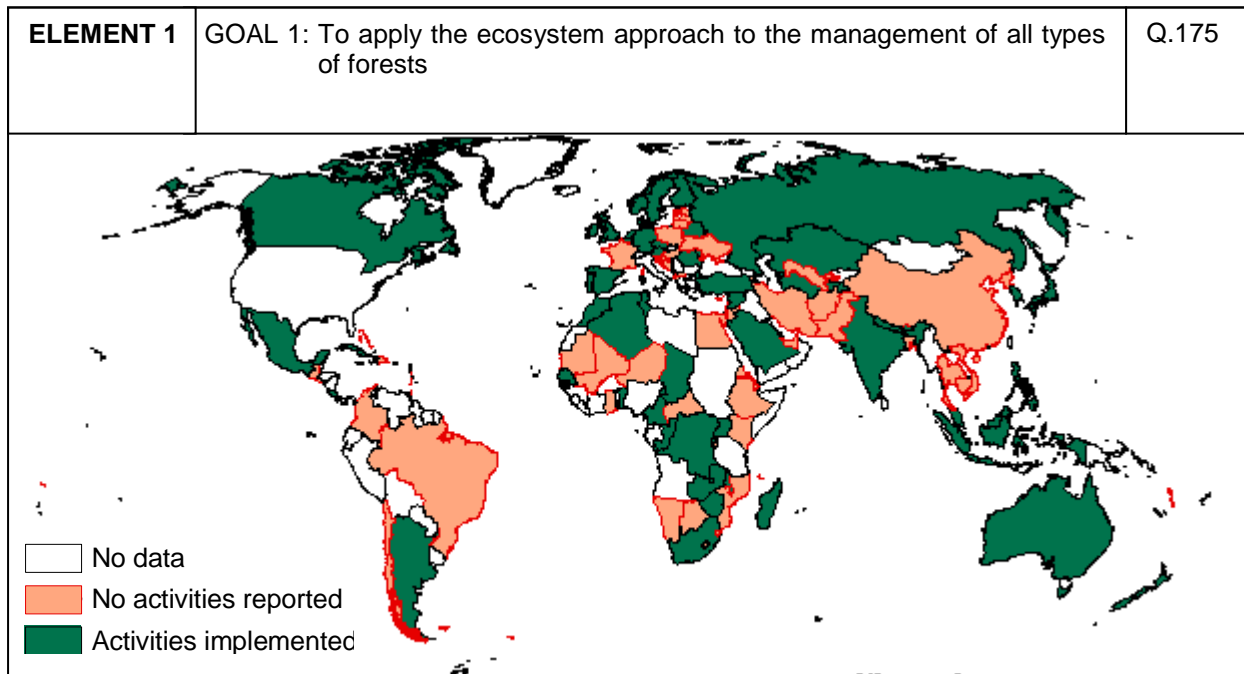 ELEMENT 1
GOAL 1: To apply the ecosystem approach to the management of all types
of forests
Q.175
No data
No activities reported
Activities implemented